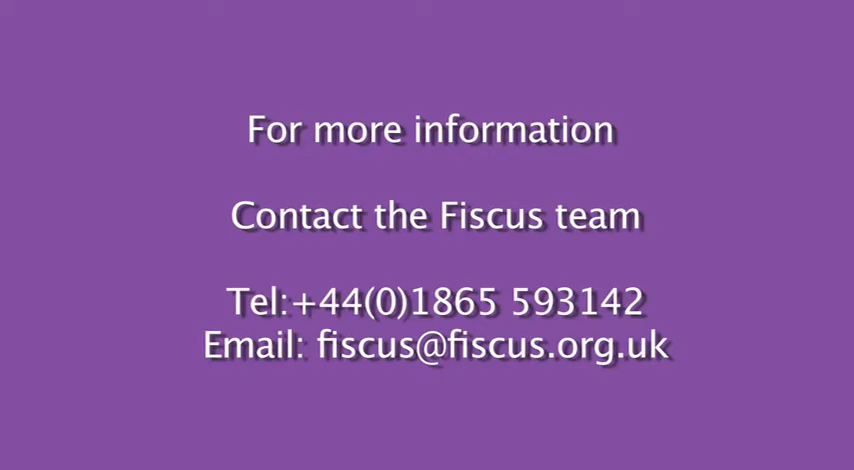 For more information
Contact the Fiscus team
Tel:+44(0)1865 593142
Email: fiscus@fiscus.org.uk